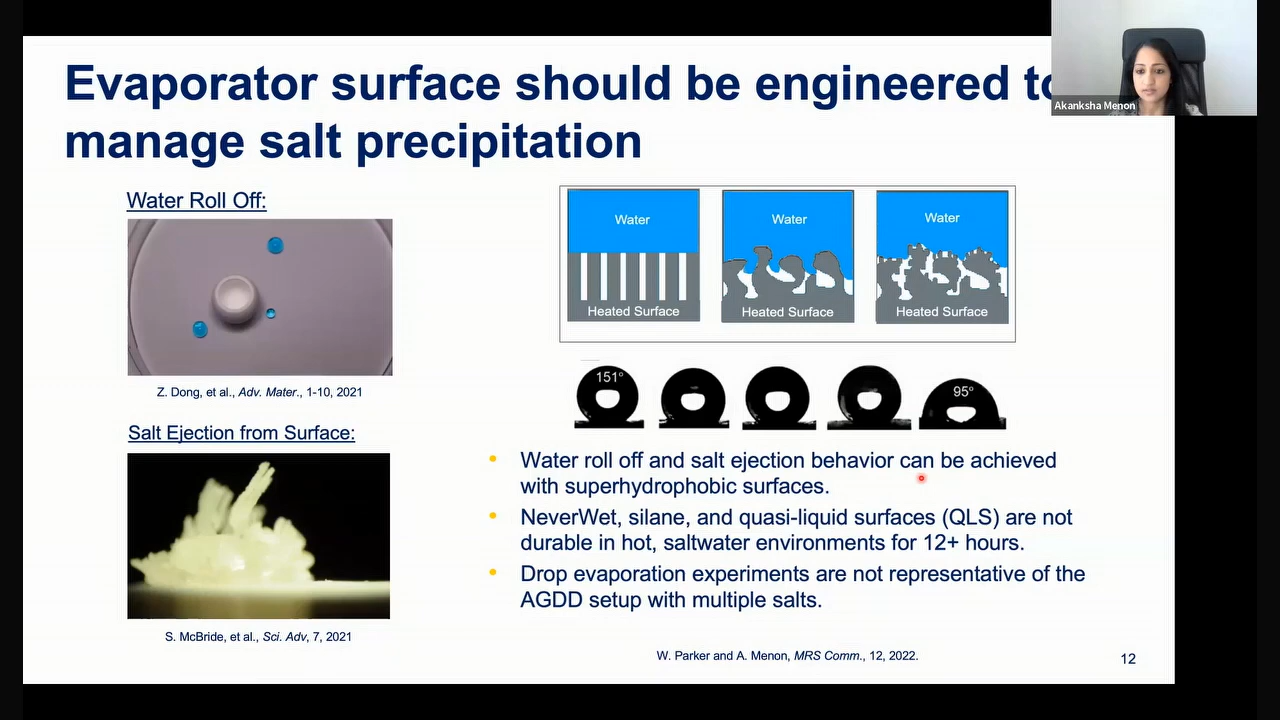 Evaporator surface should be engineered to
manage salt precipitation
Akanksha Menon
Water Roll Off:
Z. Dong, et al., Adv. Mater., 1-10, 2021
Salt Ejection from Surface:
S. McBride, et al., Sci. Adv, 7, 2021
Water
Heated Surface
Water
Heated Surface
Water
Heated Surface
151°
95°
• Water roll off and salt ejection behavior can be achieved
with superhydrophobic surfaces.
• NeverWet, silane, and quasi-liquid surfaces (QLS) are not
durable in hot, saltwater environments for 12+ hours.
• Drop evaporation experiments are not representative of the
AGDD setup with multiple salts.
W. Parker and A. Menon, MRS Comm., 12, 2022.
12